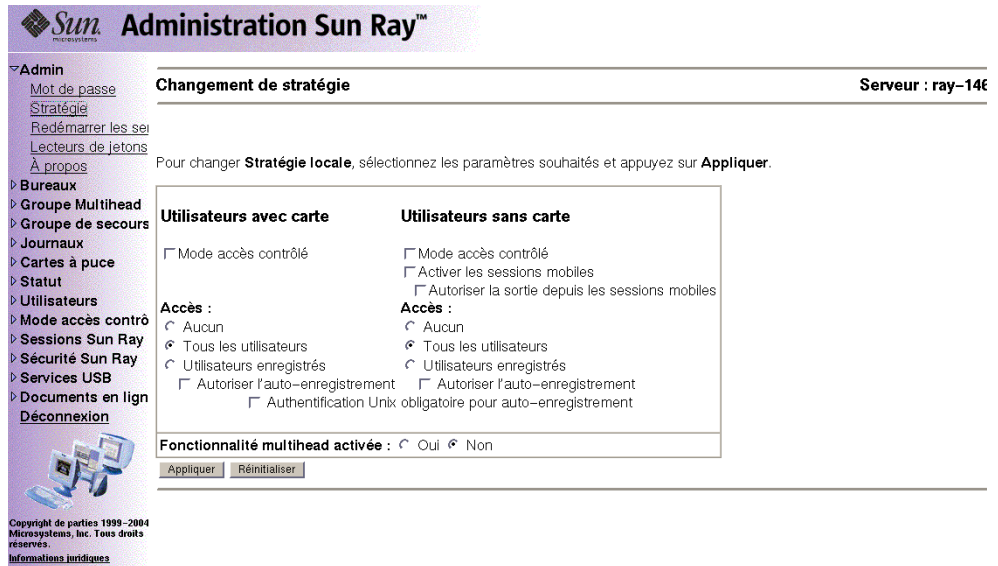 Sun microsystems Administration Sun Ray™
Admin
Mot de passe
Stratégie
Redémarrer les ser
Lecteurs de jetons
À propos
Bureaux
Groupe Multihead
Groupe de secours
Journaux
Cartes à puce
Statut
Utilisateurs
Mode accès contrô
Sessions Sun Ray
Sécurité Sun Ray
Services USB
Documents en lign
Déconnexion
Copyright de parties 1999–2004
Microsystems, Inc. Tous droits
réservés.
Informations juridiques
Changement de stratégie Serveur : ray–146
Pour changer Stratégie locale, sélectionnez les paramètres souhaités et appuyez sur Appliquer.
Utilisateurs avec carte Utilisateurs sans carte
Mode accès contrôlé Mode accès contrôlé
Activer les sessions mobiles
Autoriser la sortie depuis les sessions mobiles
Accès : Accès :
Aucun Aucun
Tous les utilisateurs Tous les utilisateurs
Utilisateurs enregistrés Utilisateurs enregistrés
Autoriser l'auto–enregistrement Autoriser l'auto–enregistrement
Authentification Unix obligatoire pour auto–enregistrement
Fonctionnalité multihead activée : Oui Non
Appliquer Réinitialiser